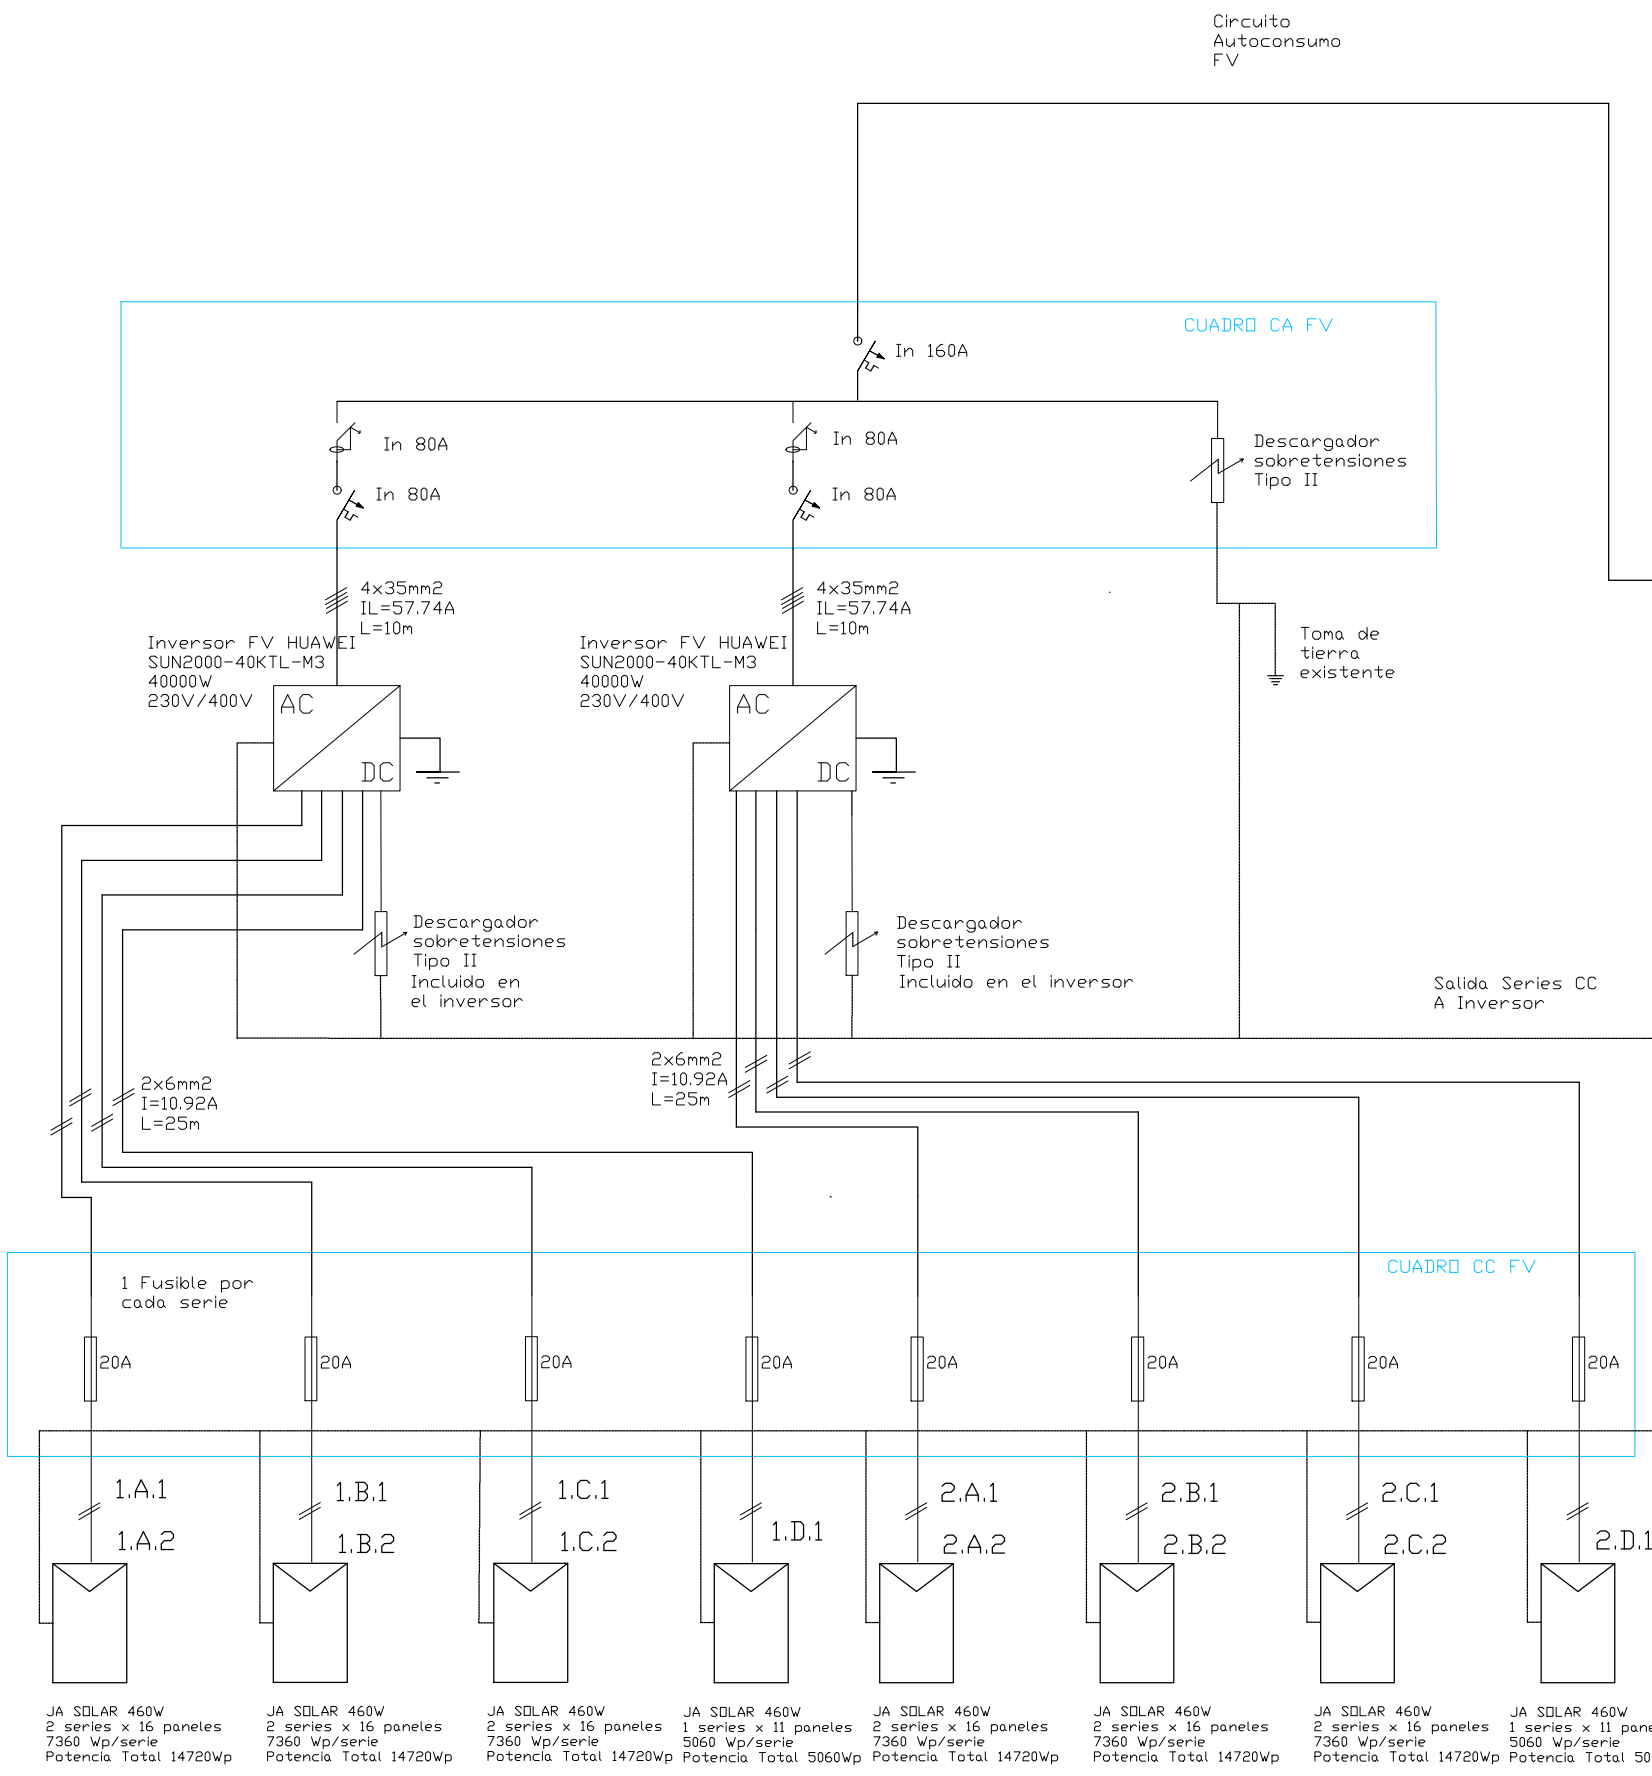 Circuito
Autoconsumo
FV
CUADRO CA FV
In 160A
In 80A
In 80A
In 80A
In 80A
Descargador
sobretensiones
Tipo II
4x35mm2
IL=57.74A
L=10m
4x35mm2
IL=57.74A
L=10m
Inversor FV HUAWEI
SUN2000-40KTL-M3
40000W
230V/400V
Inversor FV HUAWEI
SUN2000-40KTL-M3
40000W
230V/400V
Toma de
tierra
existente
AC
DC
AC
DC
Descargador
sobretensiones
Tipo II
Incluido en
el inversor
Descargador
sobretensiones
Tipo II
Incluido en el inversor
Salida Series CC
A Inversor
2x6mm2
I=10.92A
L=25m
2x6mm2
I=10.92A
L=25m
CUADRO CC FV
1 Fusible por
cada serie
20A
20A
20A
20A
20A
20A
20A
20A
1.A.1
1.A.2
1.B.1
1.B.2
1.C.1
1.C.2
1.D.1
2.A.1
2.A.2
2.B.1
2.B.2
2.C.1
2.C.2
2.D.1
JA SOLAR 460W
2 series x 16 paneles
7360 Wp/serie
Potencia Total 14720Wp
JA SOLAR 460W
2 series x 16 paneles
7360 Wp/serie
Potencia Total 14720Wp
JA SOLAR 460W
2 series x 16 paneles
7360 Wp/serie
Potencia Total 14720Wp
JA SOLAR 460W
1 series x 11 paneles
5060 Wp/serie
Potencia Total 5060Wp
JA SOLAR 460W
2 series x 16 paneles
7360 Wp/serie
Potencia Total 14720Wp
JA SOLAR 460W
2 series x 16 paneles
7360 Wp/serie
Potencia Total 14720Wp
JA SOLAR 460W
2 series x 16 paneles
7360 Wp/serie
Potencia Total 14720Wp
JA SOLAR 460W
1 series x 11 pane
5060 Wp/serie
Potencia Total 50